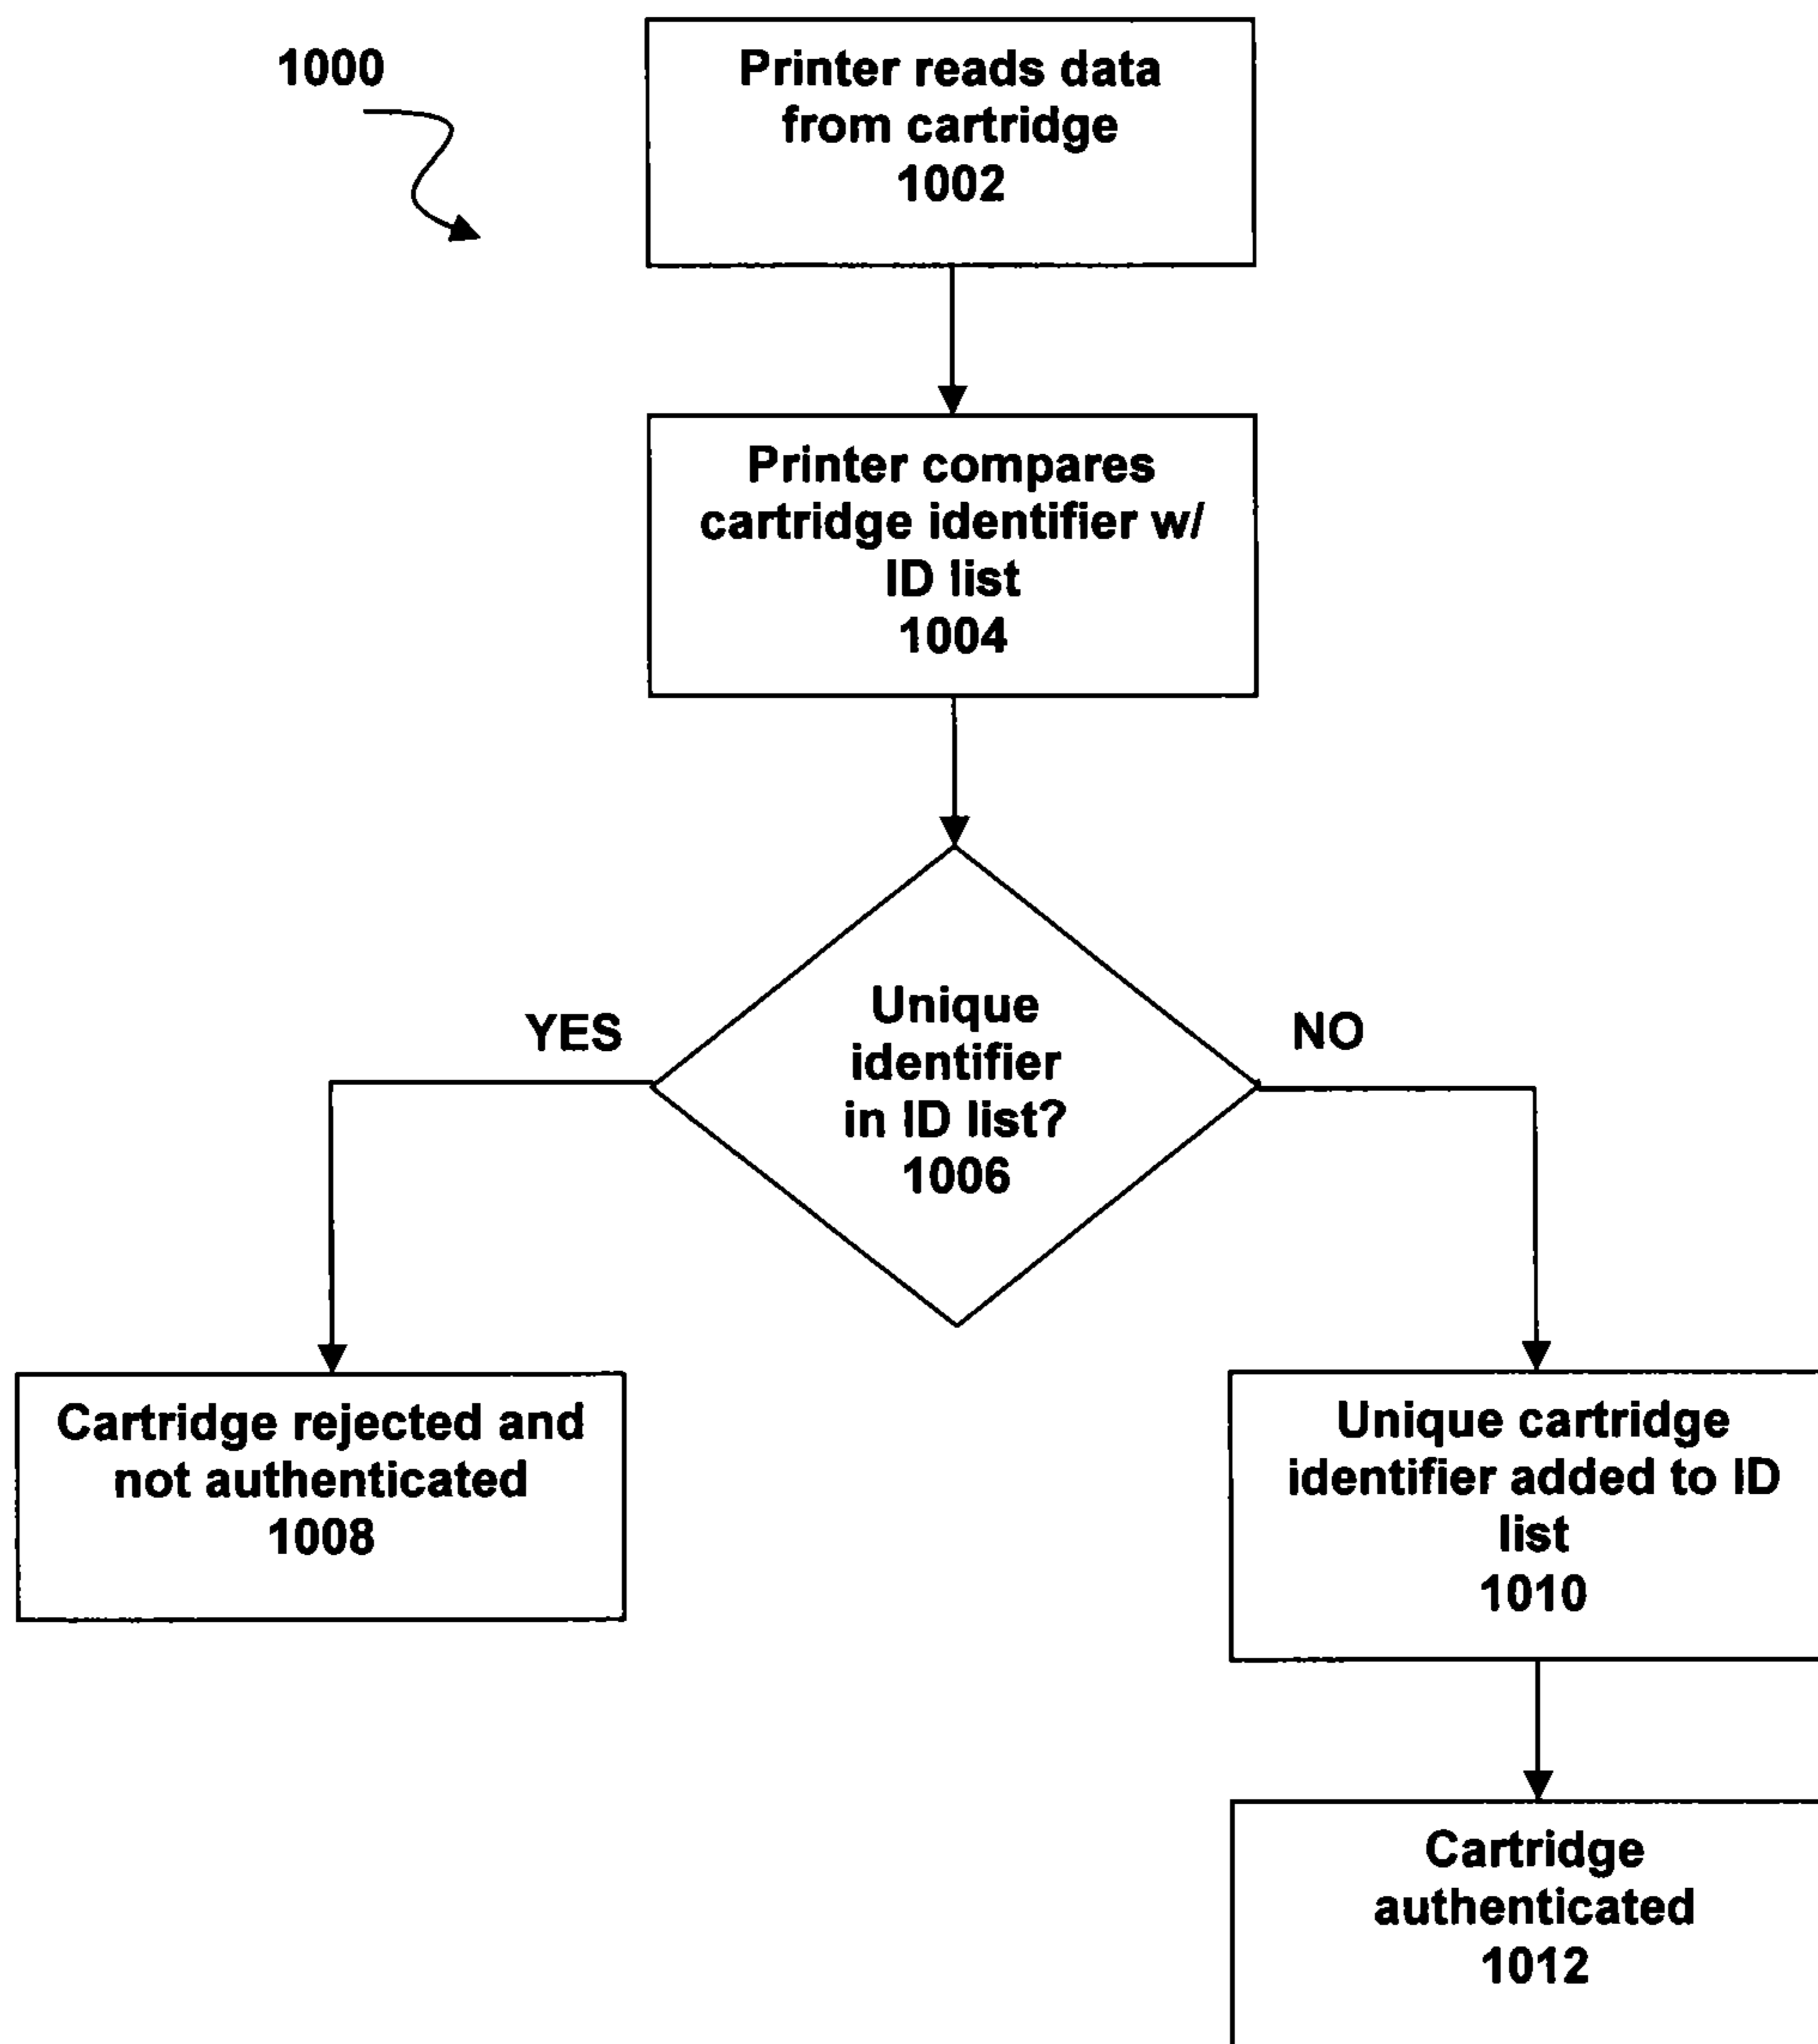 1000
Printer reads data
from cartridge
1002
Printer compares
cartridge identifier w/
ID list
1004
Unique
identifier
in ID list?
1006
YES
NO
Cartridge rejected and
not authenticated
1008
Unique cartridge
identifier added to ID
list
1010
Cartridge
authenticated
1012